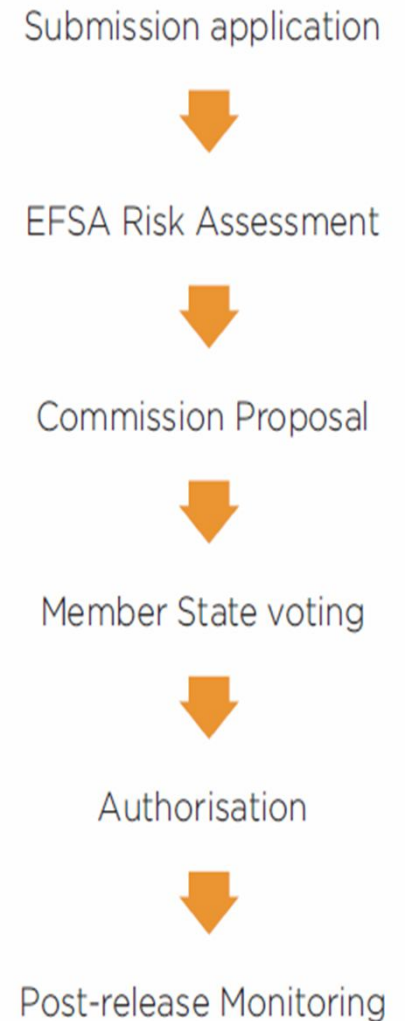 Submission application
EFSA Risk Assessment
Commission Proposal
Member State voting
Authorisation
Post-release Monitoring